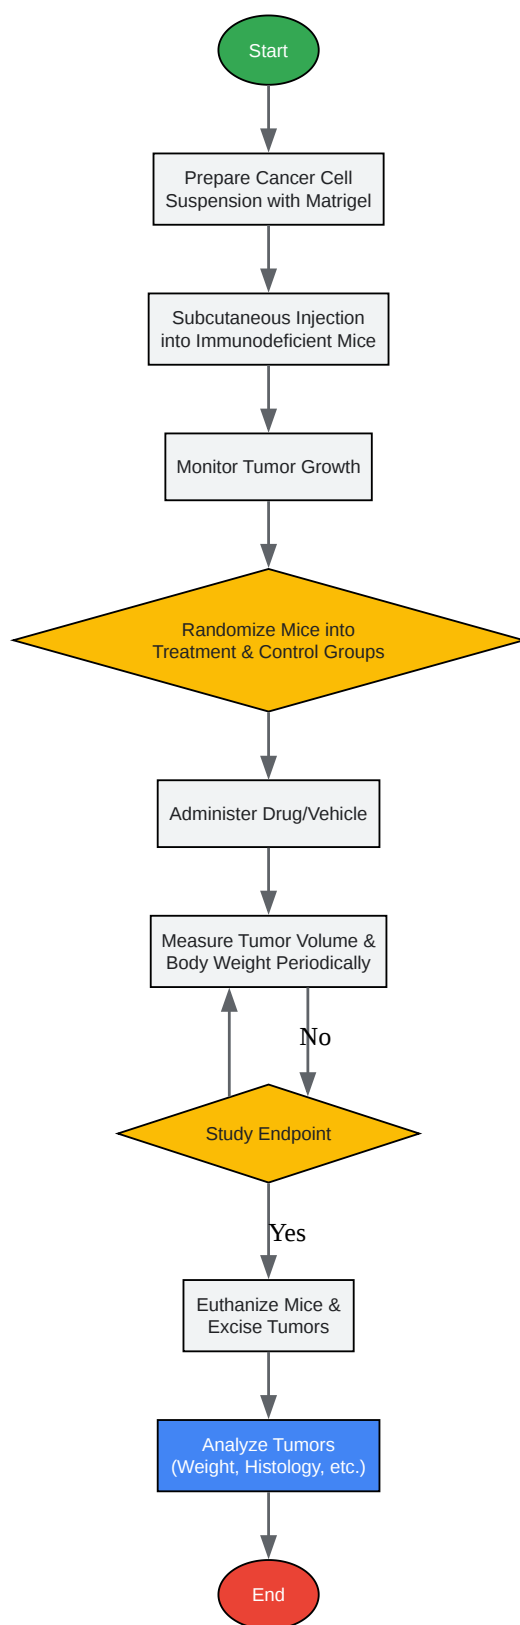 Start
Prepare Cancer Cell
Suspension with Matrigel
Subcutaneous Injection
into Immunodeficient Mice
Monitor Tumor Growth
Randomize Mice into
Treatment & Control Groups
Administer Drug/Vehicle
Measure Tumor Volume &
Body Weight Periodically
No
Study Endpoint
Yes
Euthanize Mice &
Excise Tumors
Analyze Tumors
(Weight, Histology, etc.)
End